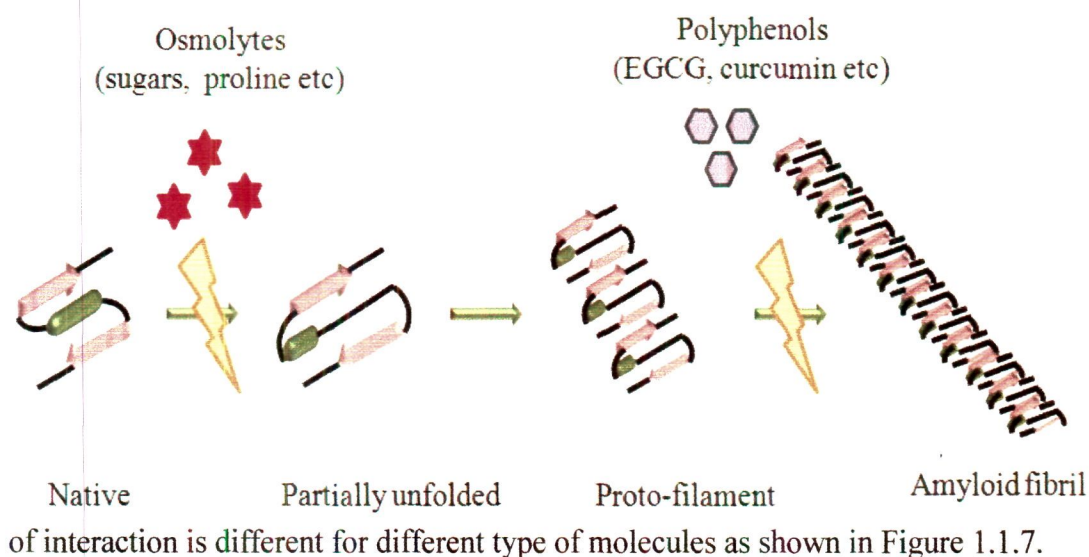 Osmolytes
(sugars, proline etc)
Polyphenols
(EGCG, curcumin etc)
Native
Partially unfolded
Proto-filament
Amyloid fibril
of interaction is different for different type of molecules as shown in Figure 1.1.7.